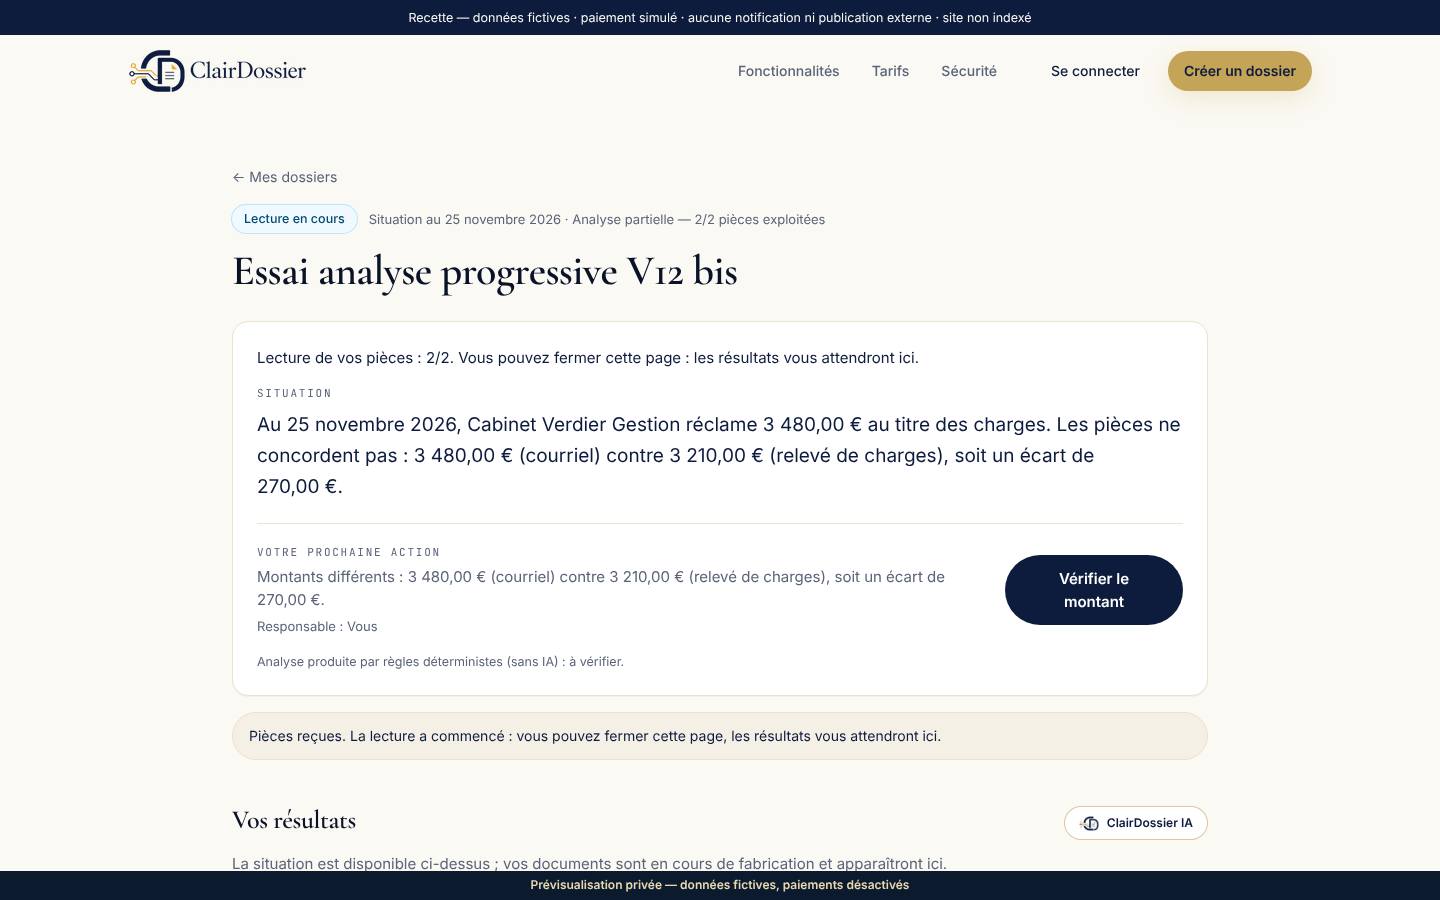 Recette — données fictives · paiement simulé · aucune notification ni publication externe · site non indexé
ClairDossier
Fonctionnalités
Tarifs
Sécurité
Se connecter
Créer un dossier
← Mes dossiers
Lecture en cours
Situation au 25 novembre 2026 · Analyse partielle — 2/2 pièces exploitées
Essai analyse progressive V12 bis
Lecture de vos pièces : 2/2. Vous pouvez fermer cette page : les résultats vous attendront ici.
SITUATION
Au 25 novembre 2026, Cabinet Verdier Gestion réclame 3 480,00 € au titre des charges. Les pièces ne
concordent pas : 3 480,00 € (courriel) contre 3 210,00 € (relevé de charges), soit un écart de
270,00 €.
VOTRE PROCHAINE ACTION
Montants différents : 3 480,00 € (courriel) contre 3 210,00 € (relevé de charges), soit un écart de
270,00 €.
Responsable : Vous
Vérifier le
montant
Analyse produite par règles déterministes (sans IA) : à vérifier.
Pièces reçues. La lecture a commencé : vous pouvez fermer cette page, les résultats vous attendront ici.
Vos résultats
ClairDossier IA
La situation est disponible ci-dessus ; vos documents sont en cours de fabrication et apparaîtront ici.
Prévisualisation privée — données fictives, paiements désactivés